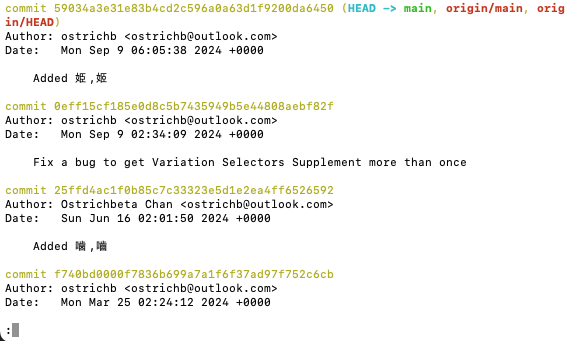 commit 59034a3e31e83b4cd2c596a0a63d1f9200da6450 (HEAD -> main, origin/main, orig
in/HEAD)
Author: ostrichb <ostrichb@outlook.com>
Date:   Mon Sep 9 06:05:38 2024 +0000
    Added 姬,姫
commit 0eff15cf185e0d8c5b7435949b5e44808aebf82f
Author: ostrichb <ostrichb@outlook.com>
Date:   Mon Sep 9 02:34:09 2024 +0000
    Fix a bug to get Variation Selectors Supplement more than once
commit 25ffd4ac1f0b85c7c33323e5d1e2ea4ff6526592
Author: Ostrichbeta Chan <ostrichb@outlook.com>
Date:   Sun Jun 16 02:01:50 2024 +0000
    Added 噛,嚙
commit f740bd0000f7836b699a7a1f6f37ad97f752c6cb
Author: ostrichb <ostrichb@outlook.com>
Date:   Mon Mar 25 02:24:12 2024 +0000
: